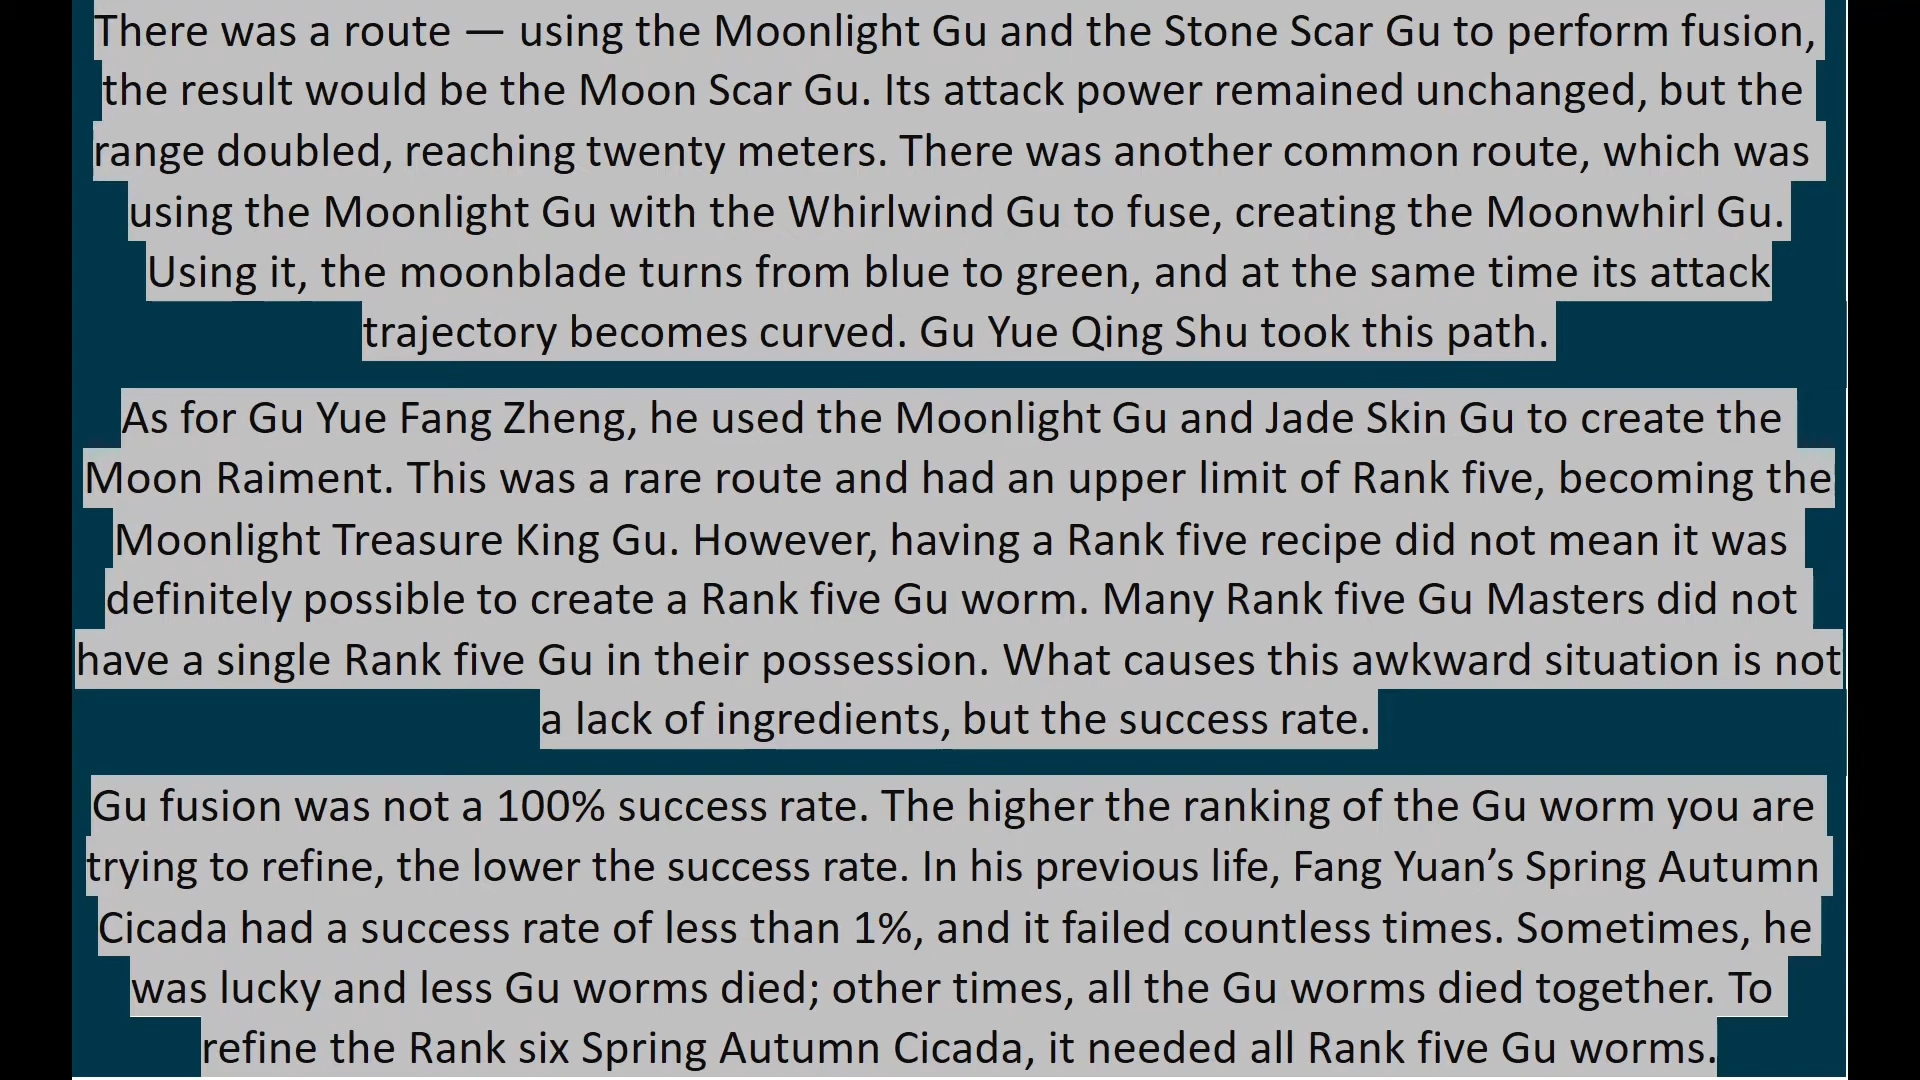 There was a route — using the Moonlight Gu and the Stone Scar Gu to perform fusion,
the result would be the Moon Scar Gu. Its attack power remained unchanged, but the
range doubled, reaching twenty meters. There was another common route, which was
using the Moonlight Gu with the Whirlwind Gu to fuse, creating the Moonwhirl Gu.
Using it, the moonblade turns from blue to green, and at the same time its attack
trajectory becomes curved. Gu Yue Qing Shu took this path.
As for Gu Yue Fang Zheng, he used the Moonlight Gu and Jade Skin Gu to create the
Moon Raiment. This was a rare route and had an upper limit of Rank five, becoming the
Moonlight Treasure King Gu. However, having a Rank five recipe did not mean it was
definitely possible to create a Rank five Gu worm. Many Rank five Gu Masters did not
have a single Rank five Gu in their possession. What causes this awkward situation is not
a lack of ingredients, but the success rate.
Gu fusion was not a 100% success rate. The higher the ranking of the Gu worm you are
trying to refine, the lower the success rate. In his previous life, Fang Yuan’s Spring Autumn
Cicada had a success rate of less than 1%, and it failed countless times. Sometimes, he
was lucky and less Gu worms died; other times, all the Gu worms died together. To
refine the Rank six Spring Autumn Cicada, it needed all Rank five Gu worms.